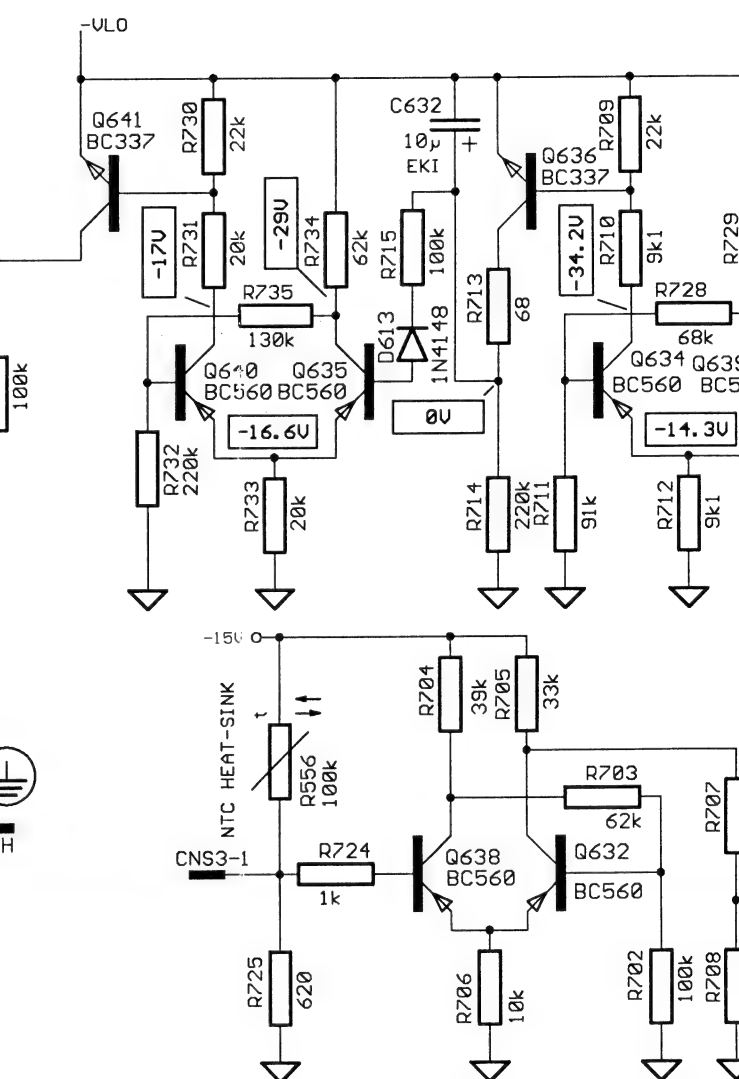 -VLO
Q641
BC337
R730
22k
C632
10µ
+
EKI
Q636
BC337
R709
22k
-17V
R731
20k
-29V
R734
62k
R715
100k
R713
68
-34.2V
R710
9k1
R729
R735
130k
D613
1N4148
R728
68k
100k
Q640
BC560
Q635
BC560
0V
Q634
BC560
-16.6V
-14.3V
R732
220k
R733
20k
R714
220k
R711
91k
R712
9k1
NTC HEAT-SINK
t
R556
100k
R704
39k
R705
33k
R703
62k
R707
H
CNS3-1
R724
1k
Q638
BC560
Q632
BC560
R725
620
R706
10k
R702
100k
R708